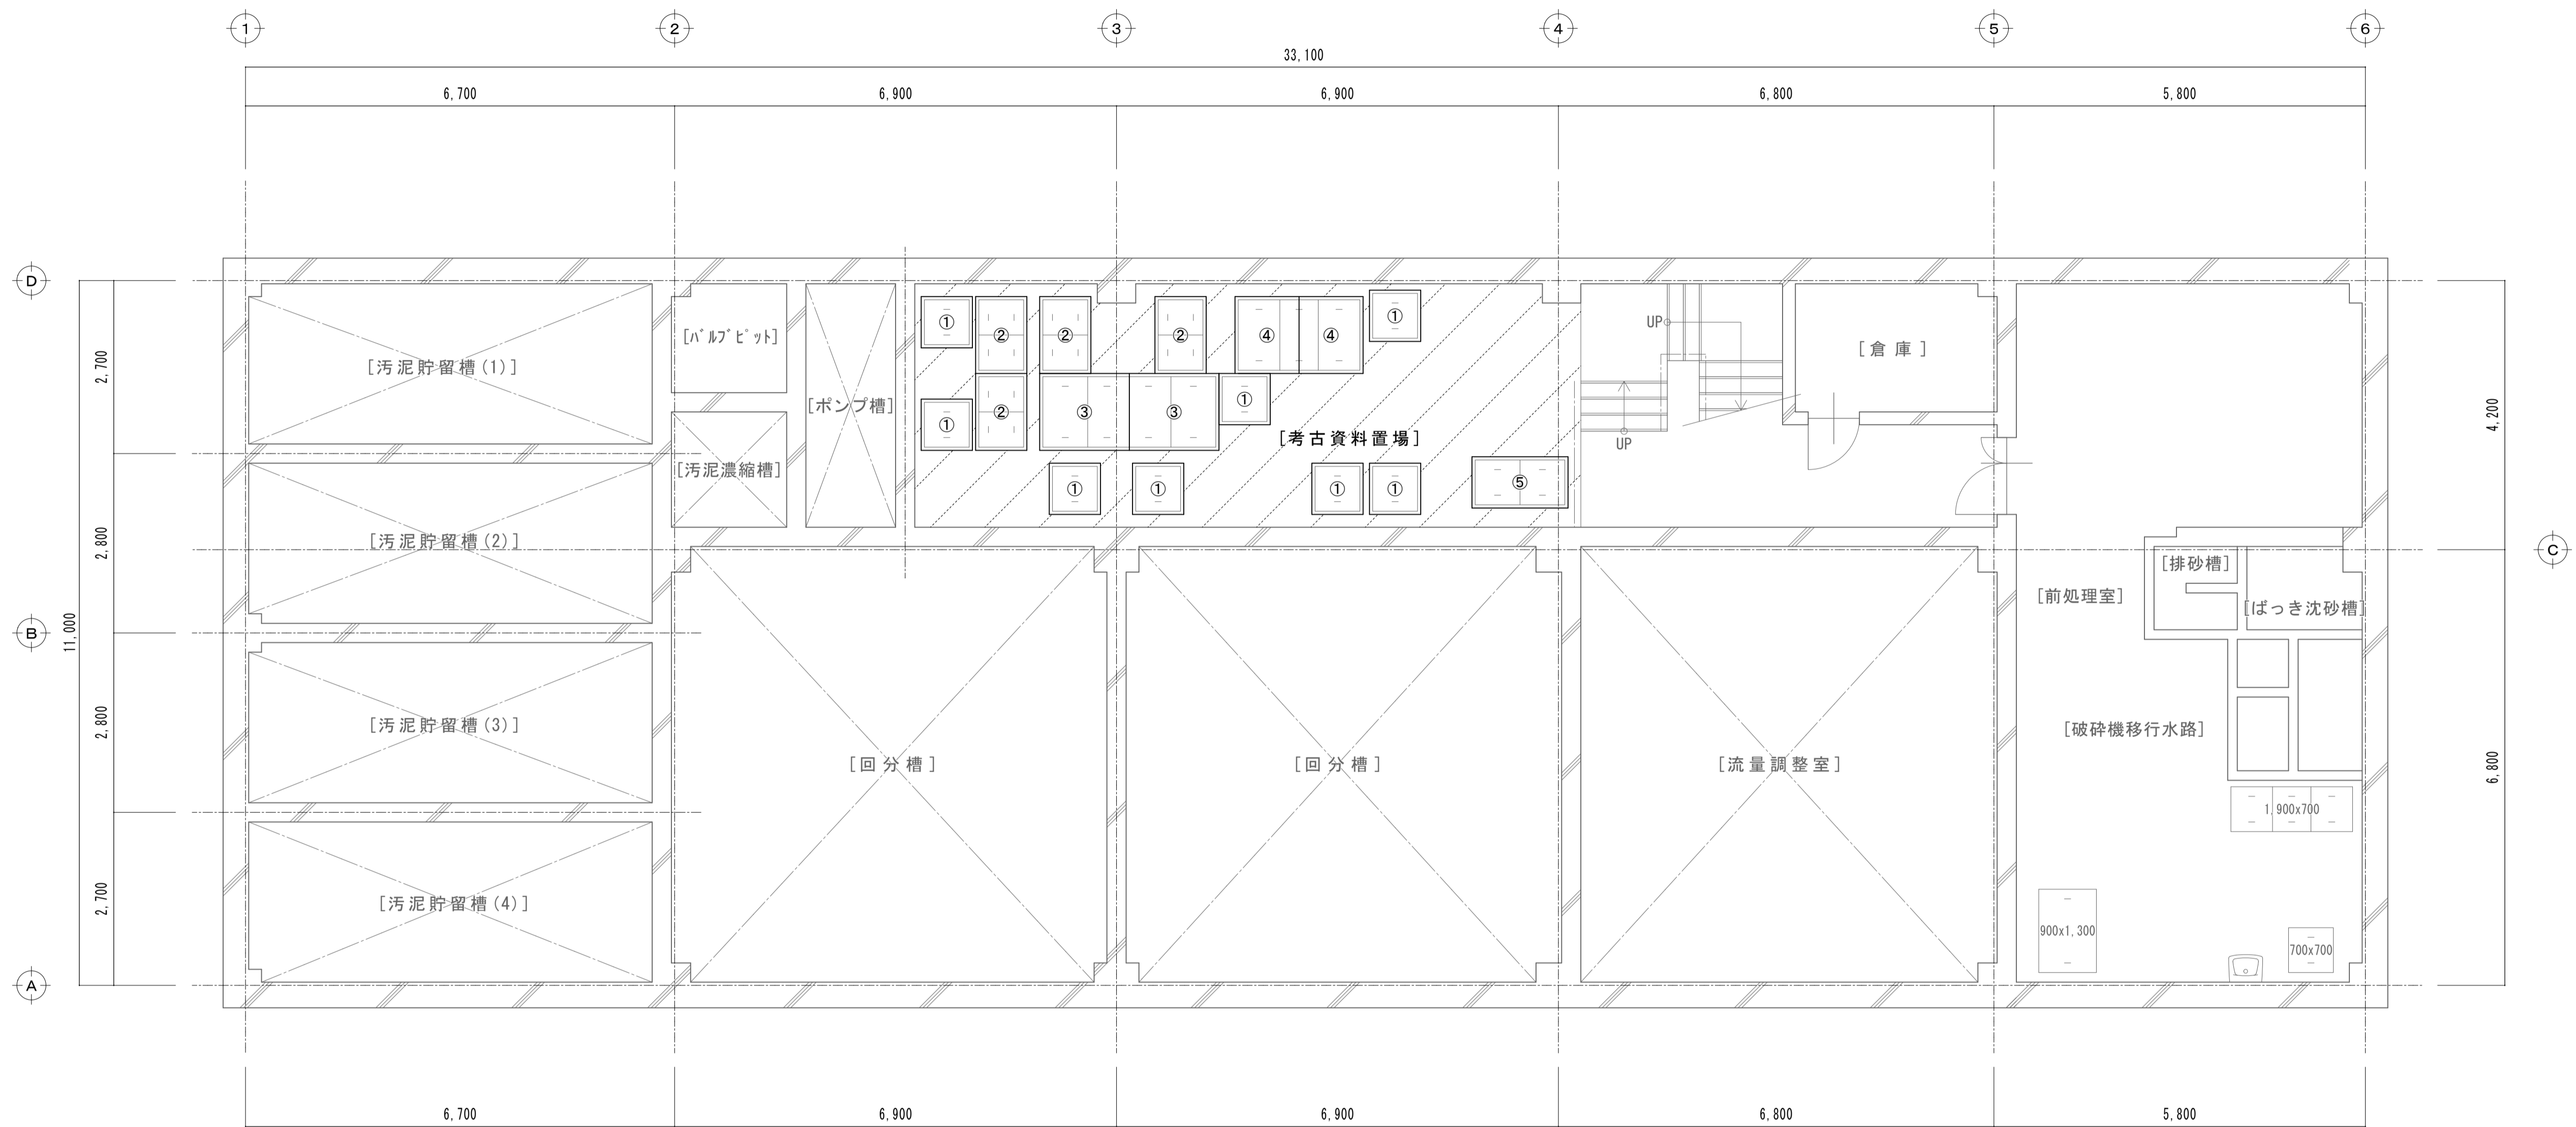 1 2 3 4 5 6
33,100
6,700 6,900 6,900 6,800 5,800
D
2,700
2,800
B
11,000
2,800
2,700
A
4,200
C
6,800
[汚泥貯留槽(1)]
[汚泥貯留槽(2)]
[汚泥貯留槽(3)]
[汚泥貯留槽(4)]
[ﾊﾞﾙﾌﾞﾋﾟｯﾄ]
[汚泥濃縮槽]
[ポンプ槽]
① ② ② ② ④ ④ ①
① ② ③ ③ ①
[考古資料置場]
① ① ① ① ⑤
UP
UP
[倉庫]
[回分槽]
[回分槽]
[流量調整室]
[排砂槽]
[前処理室]
[ばっき沈砂槽]
[破砕機移行水路]
1,900x700
900x1,300
700x700
6,700 6,900 6,900 6,800 5,800